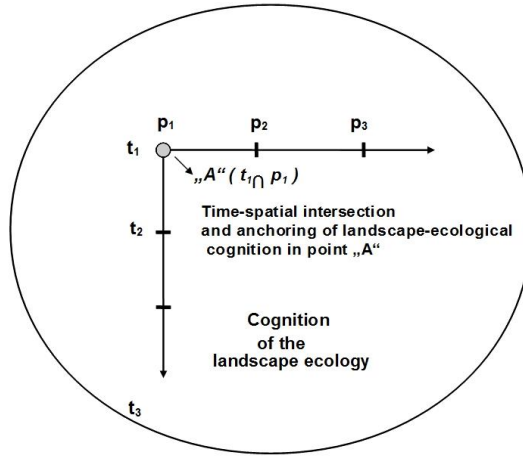 p₁ p₂ p₃
t₁
„A“ ( t₁∩ p₁ )
Time-spatial intersection
t₂ and anchoring of landscape-ecological
cognition in point „A“
Cognition
of the
landscape ecology
t₃